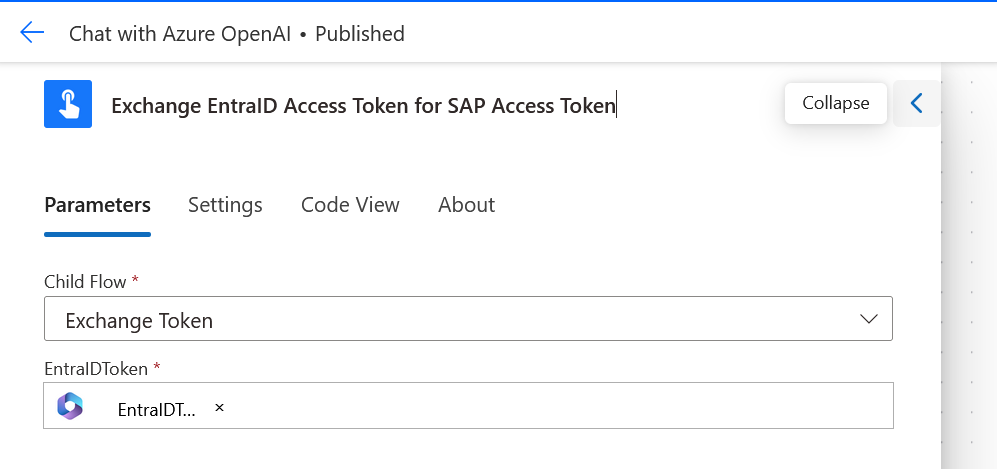 Chat with Azure OpenAI • Published
Exchange EntraID Access Token for SAP Access Token
Collapse
Parameters Settings Code View About
Child Flow *
Exchange Token
EntraIDToken *
EntraIDT... ×